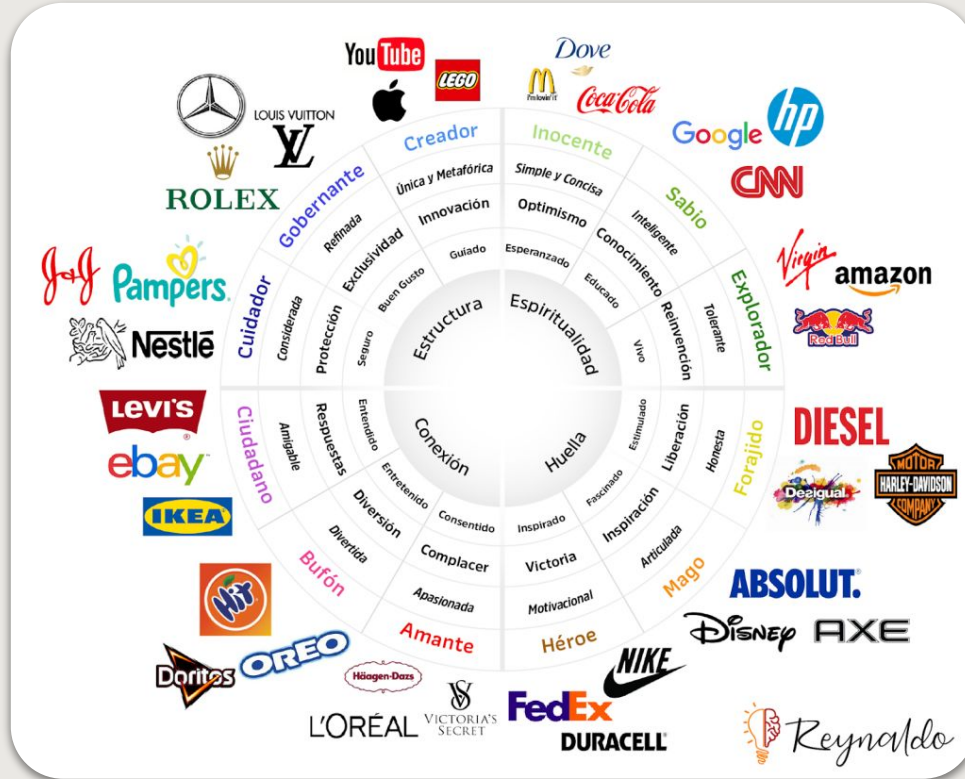 YouTube
LEGO
Dove
M
i'm lovin' it
Coca-Cola
Google
hp
CNN
LOUIS VUITTON
LV
ROLEX
Virgin
amazon
Red Bull
J&J
Pampers.
Nestlé
LEVI'S
®
ebay™
IKEA®
DIESEL
Desigual.
MOTOR
HARLEY-DAVIDSON
COMPANY
Hit
Doritos
OREO
Häagen-Dazs
L'ORÉAL
VS
VICTORIA'S
SECRET
FedEx
NIKE
DURACELL®
ABSOLUT.®
Disney
AXE
Creador
Única y Metafórica
Innovación
Guiado
Inocente
Simple y Concisa
Optimismo
Esperanzado
Sabio
Inteligente
Conocimiento
Educado
Explorador
Tolerante
Reinvención
Vivo
Forajido
Honesta
Liberación
Estimulado
Mago
Articulada
Inspiración
Fascinado
Héroe
Motivacional
Victoria
Inspirado
Amante
Apasionada
Complacer
Consentido
Bufón
Divertida
Diversión
Entretenido
Ciudadano
Amigable
Respuestas
Entendido
Cuidador
Considerada
Protección
Seguro
Gobernante
Refinada
Exclusividad
Buen Gusto
Estructura
Espiritualidad
Conexión
Huella
Reynaldo